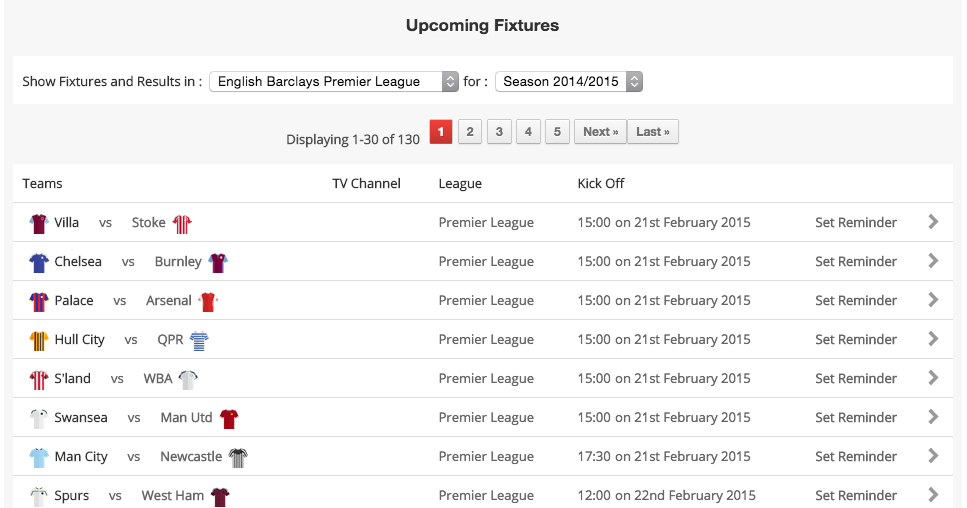 Upcoming Fixtures
Show Fixtures and Results in : English Barclays Premier League for : Season 2014/2015
Displaying 1-30 of 130 1 2 3 4 5 Next » Last »
Teams TV Channel League Kick Off
Villa vs Stoke Premier League 15:00 on 21st February 2015 Set Reminder
Chelsea vs Burnley Premier League 15:00 on 21st February 2015 Set Reminder
Palace vs Arsenal Premier League 15:00 on 21st February 2015 Set Reminder
Hull City vs QPR Premier League 15:00 on 21st February 2015 Set Reminder
S'land vs WBA Premier League 15:00 on 21st February 2015 Set Reminder
Swansea vs Man Utd Premier League 15:00 on 21st February 2015 Set Reminder
Man City vs Newcastle Premier League 17:30 on 21st February 2015 Set Reminder
Spurs vs West Ham Premier League 12:00 on 22nd February 2015 Set Reminder